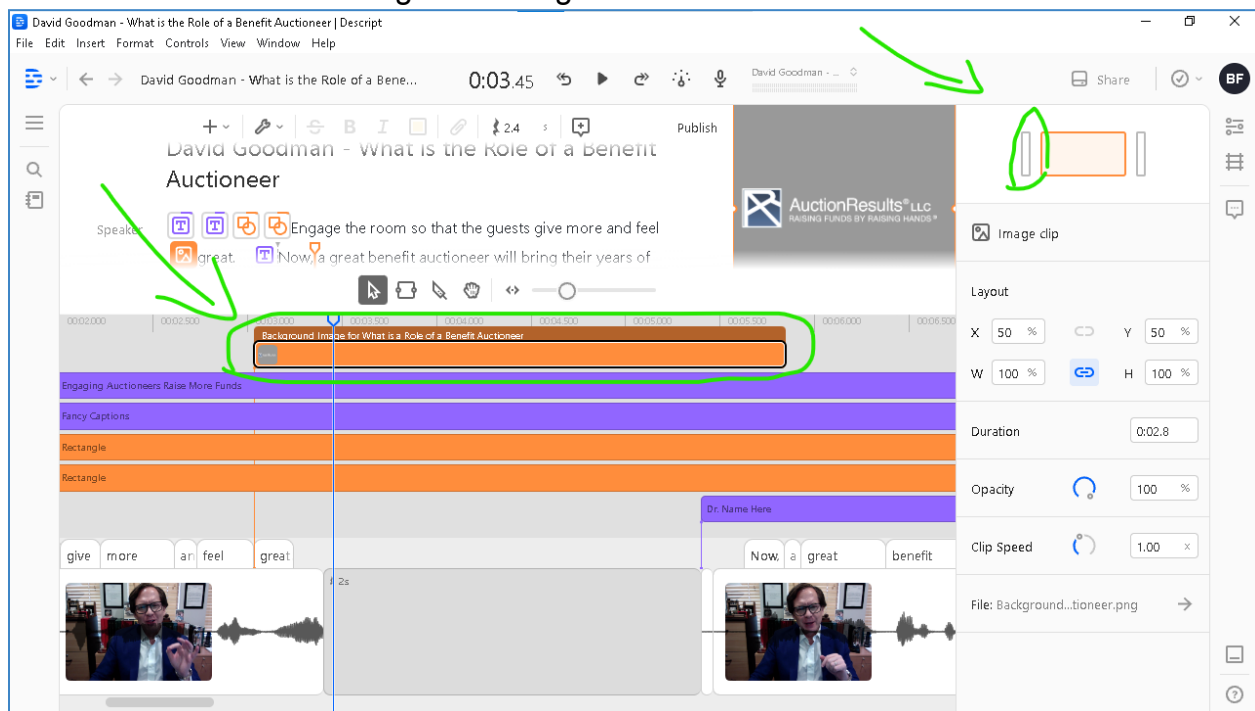 David Goodman - What is the Role of a Benefit Auctioneer | Descript
File Edit Insert Format Controls View Window Help
David Goodman - What is the Role of a Bene...
0:03.45
David Goodman - ...
Share
BF
2.4 s
Publish
David Goodman - What is the Role of a Benefit
Auctioneer
Speaker
Engage the room so that the guests give more and feel
great. Now, a great benefit auctioneer will bring their years of
AuctionResults® LLC
RAISING FUNDS BY RAISING HANDS®
Image clip
Layout
X 50 % Y 50 %
W 100 % H 100 %
Duration 0:02.8
Opacity 100 %
Clip Speed 1.00 x
File: Background...tioneer.png
00:02.000 00:02.500 00:03.000 00:03.500 00:04.000 00:04.500 00:05.000 00:05.500 00:06.000 00:06.500
Background Image for What is a Role of a Benefit Auctioneer
Engaging Auctioneers Raise More Funds
Fancy Captions
Rectangle
Rectangle
Dr. Name Here
give more an feel great Now, a great benefit
2s